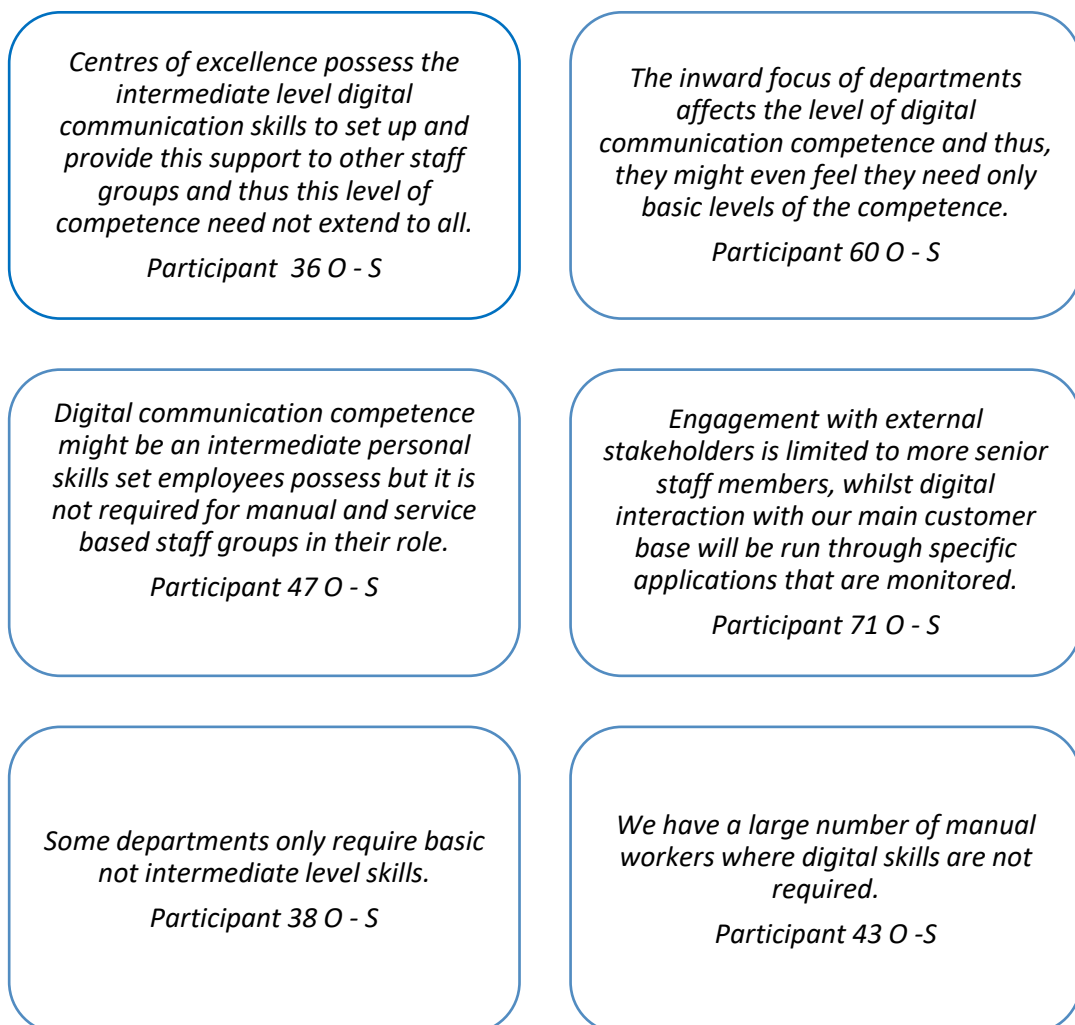 Centres of excellence possess the
intermediate level digital
communication skills to set up and
provide this support to other staff
groups and thus this level of
competence need not extend to all.
Participant  36 O - S
The inward focus of departments
affects the level of digital
communication competence and thus,
they might even feel they need only
basic levels of the competence.
Participant 60 O - S
Digital communication competence
might be an intermediate personal
skills set employees possess but it is
not required for manual and service
based staff groups in their role.
Participant 47 O - S
Engagement with external
stakeholders is limited to more senior
staff members, whilst digital
interaction with our main customer
base will be run through specific
applications that are monitored.
Participant 71 O - S
Some departments only require basic
not intermediate level skills.
Participant 38 O - S
We have a large number of manual
workers where digital skills are not
required.
Participant 43 O -S